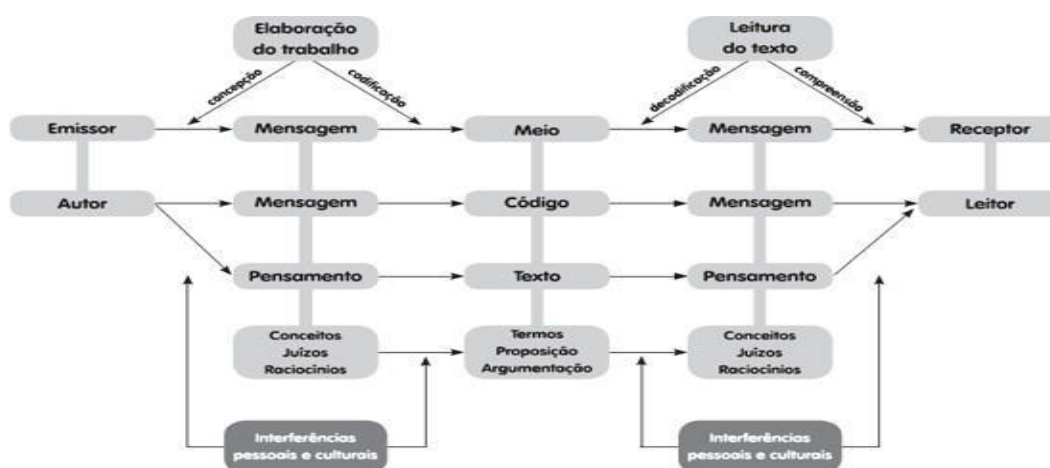 Elaboração
do trabalho
Leitura
do texto
concepção
codificação
decodificação
compreensão
Emissor
Mensagem
Meio
Mensagem
Receptor
Autor
Mensagem
Código
Mensagem
Leitor
Pensamento
Texto
Pensamento
Conceitos
Juízos
Raciocínios
Termos
Proposição
Argumentação
Conceitos
Juízos
Raciocínios
Interferências
pessoais e culturais
Interferências
pessoais e culturais